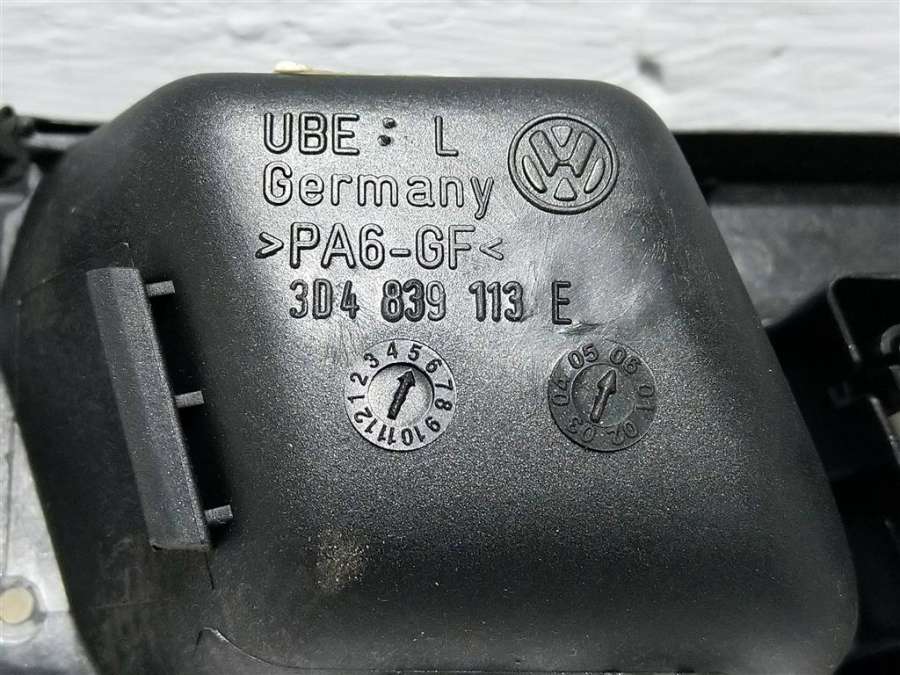 UBE : L
Germany
>PA6-GF<
3D4 839 113 E
1 2 3 4 5 6 7 8 9 10 11 12
01 02 03 04 05 06